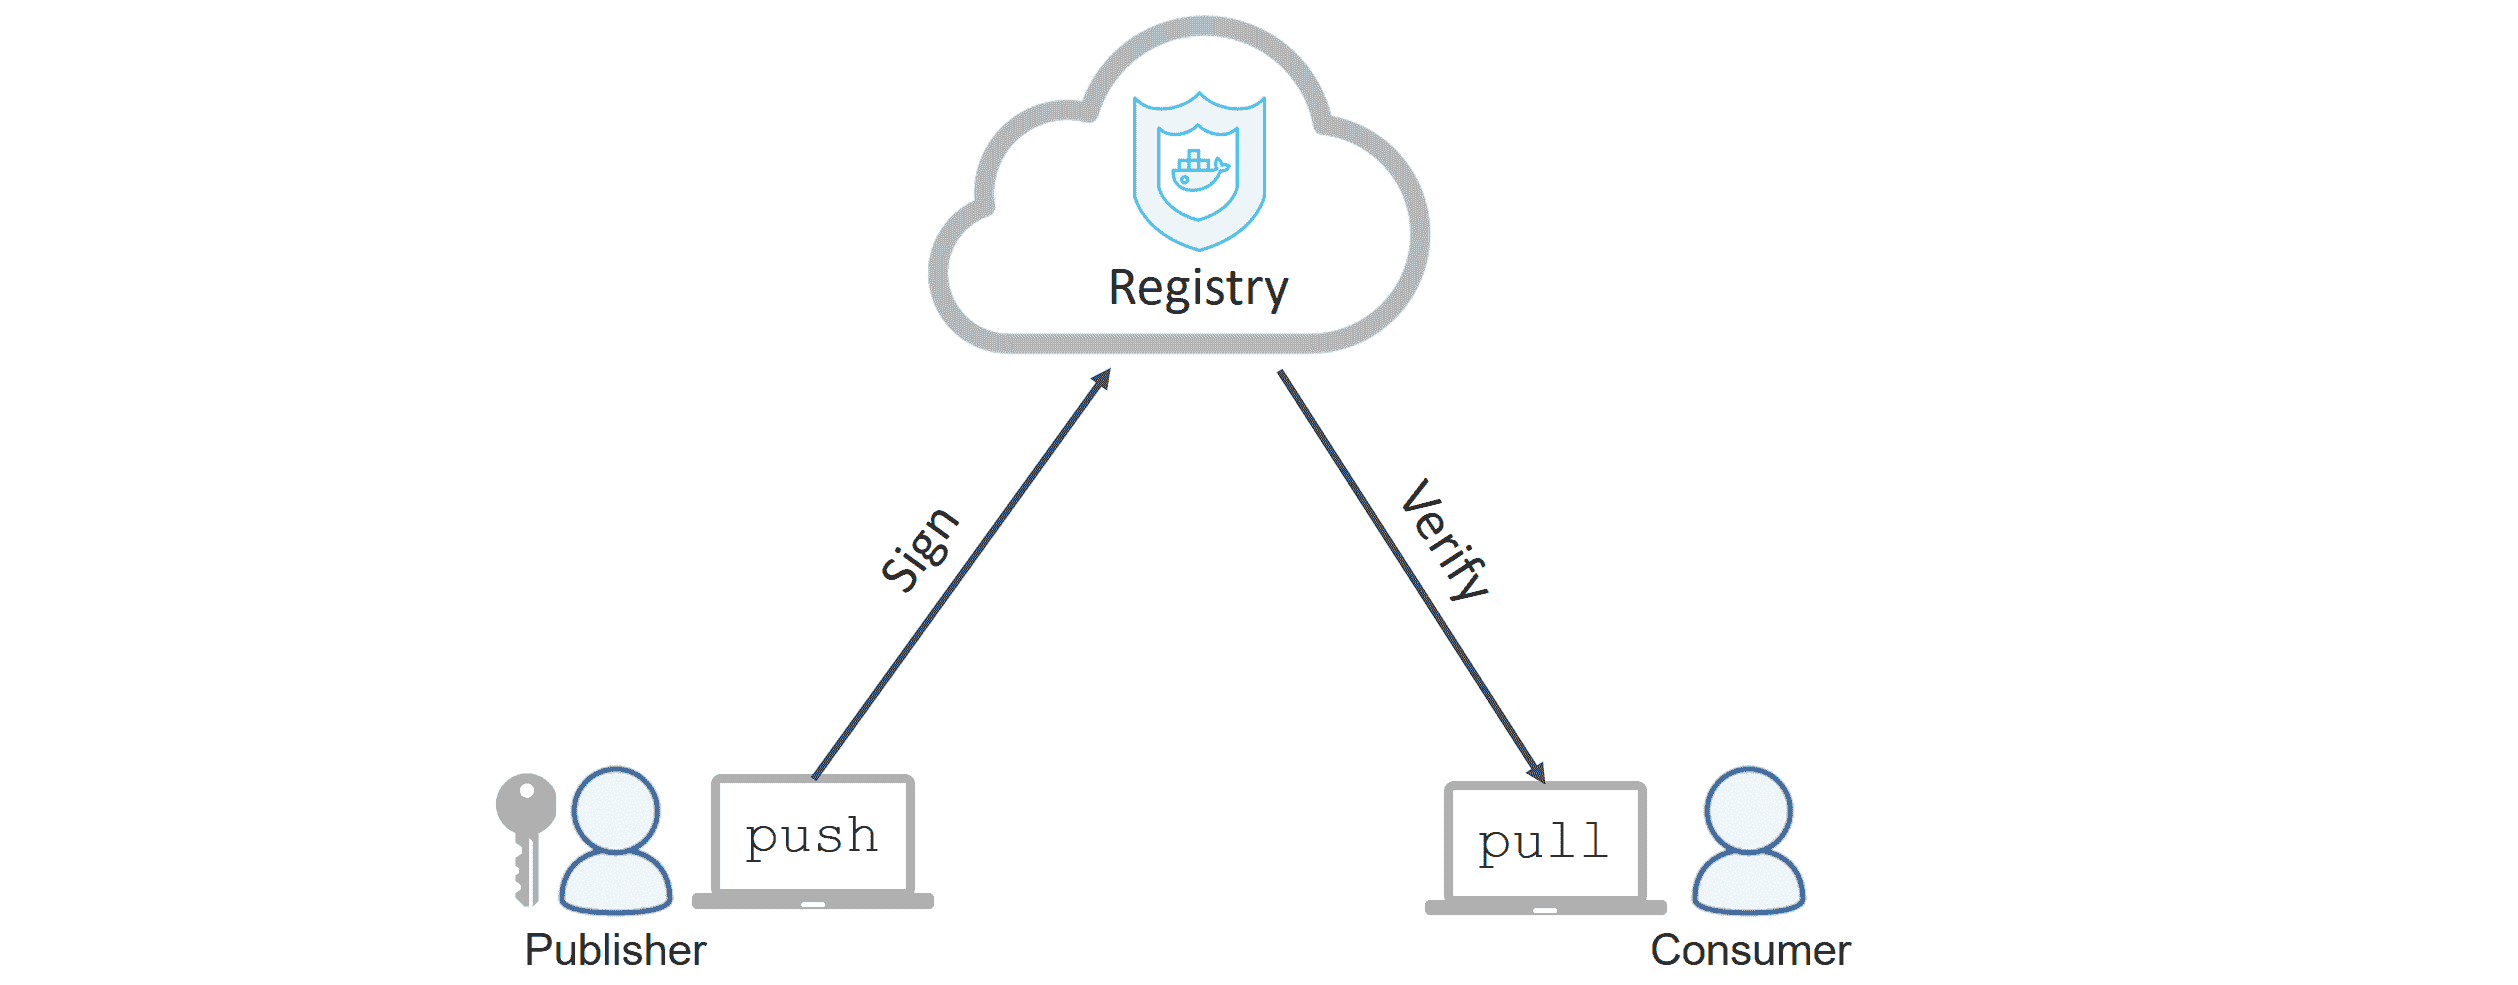 Registry
Sign
Verify
push
pull
Publisher
Consumer